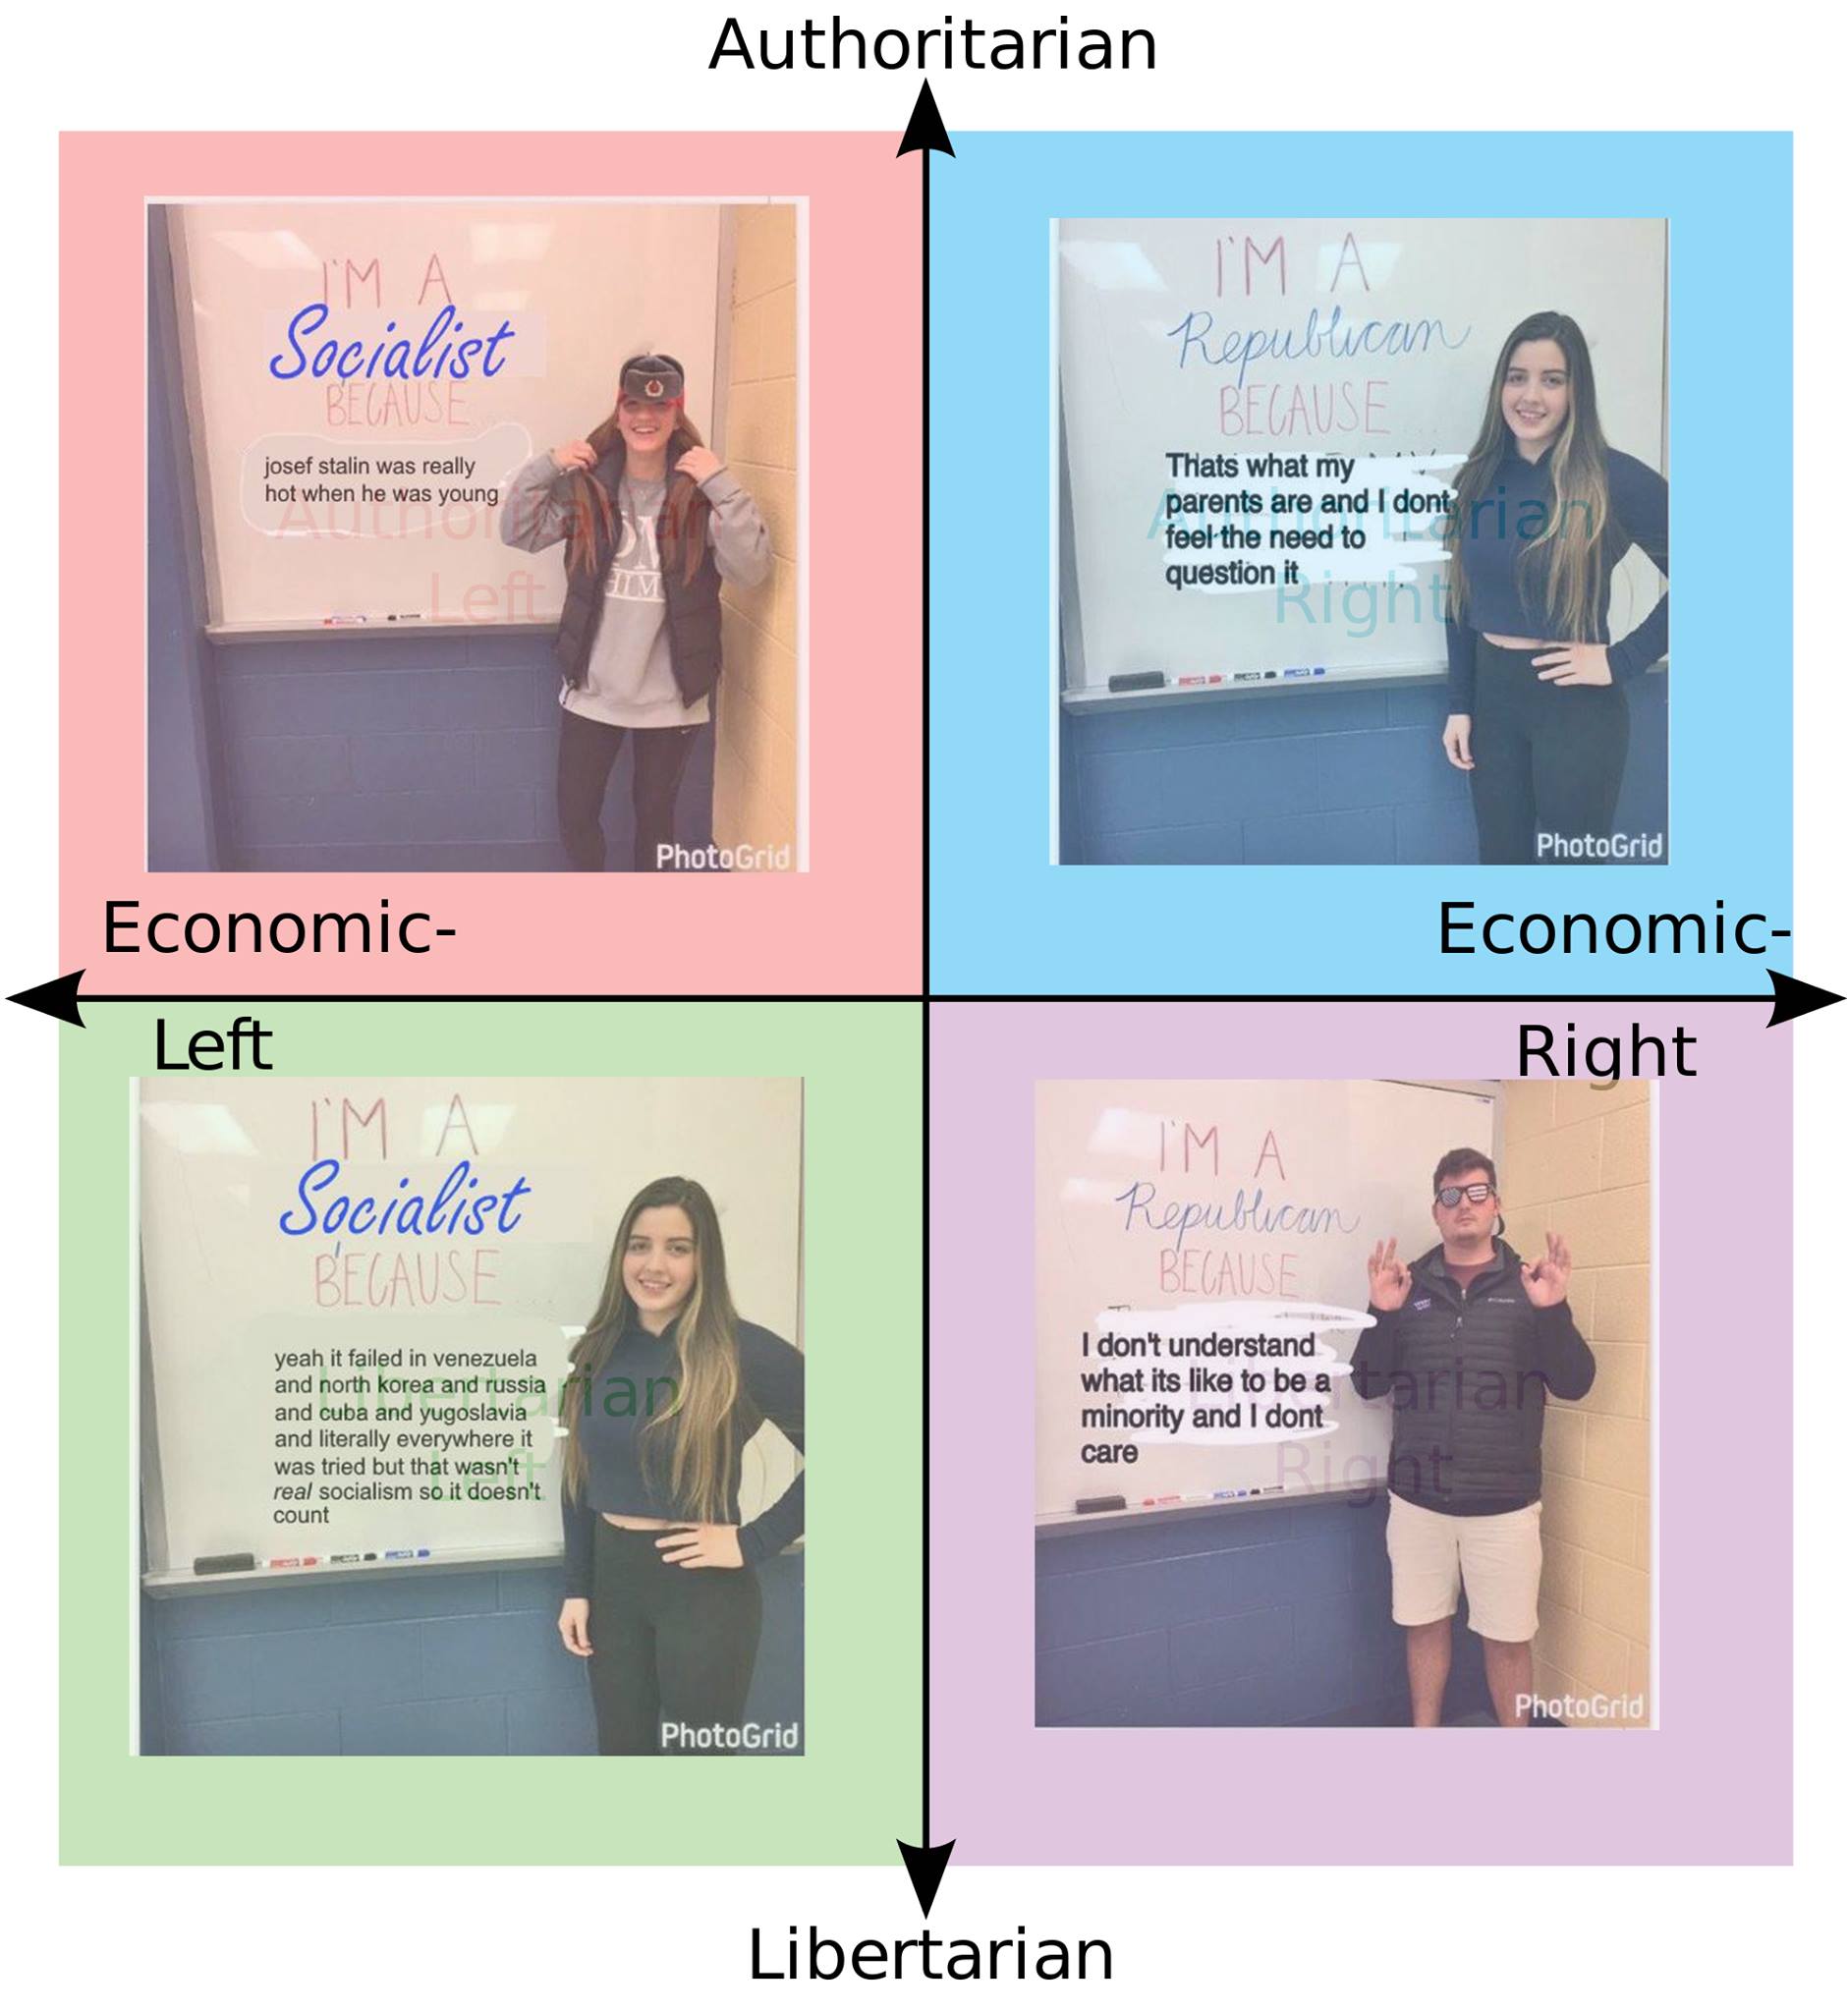 Authoritarian
I'M A
Socialist
BECAUSE
josef stalin was really
hot when he was young
Authoritarian
Left
PhotoGrid
I'M A
Republican
BECAUSE...
Thats what my
parents are and I dont
feel the need to
question it
Authoritarian
Right
PhotoGrid
Economic-
Left
Economic-
Right
I'M A
Socialist
BECAUSE
yeah it failed in venezuela
and north korea and russia
and cuba and yugoslavia
and literally everywhere it
was tried but that wasn't
real socialism so it doesn't
count
Libertarian
Left
PhotoGrid
I'M A
Republican
BECAUSE
I don't understand
what its like to be a
minority and I dont
care
Libertarian
Right
PhotoGrid
Libertarian